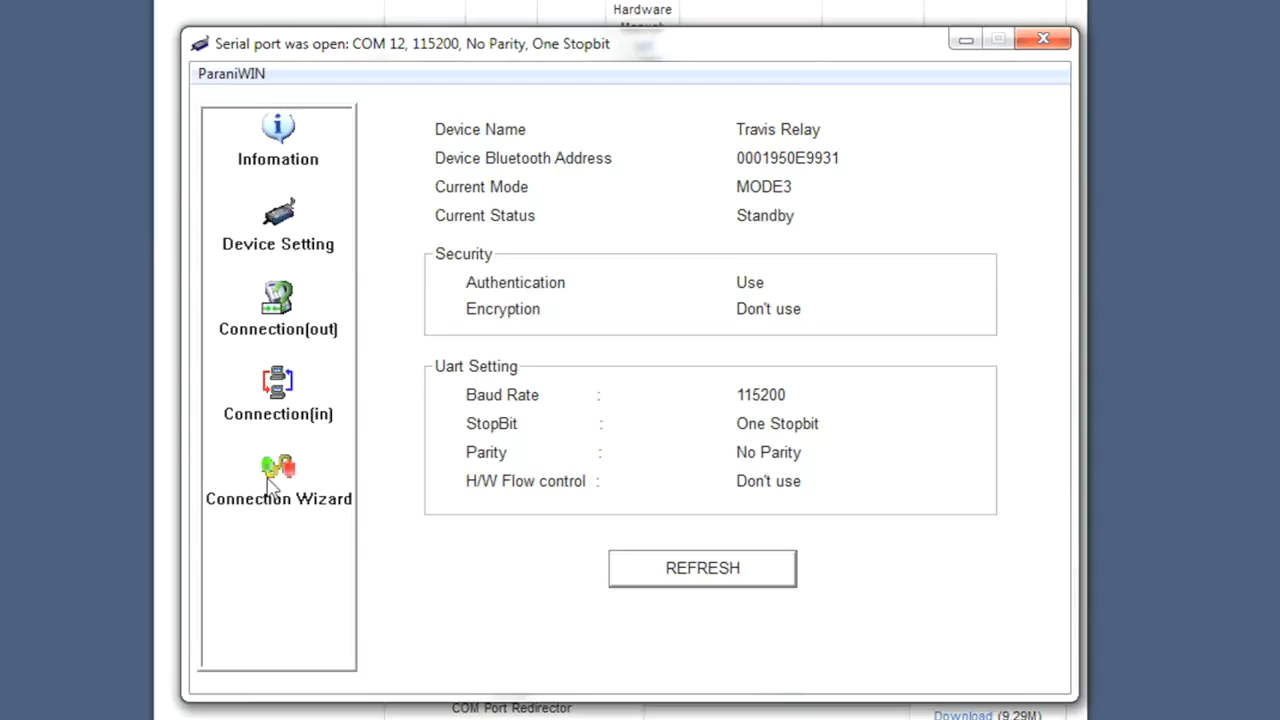 Hardware
Serial port was open: COM 12, 115200, No Parity, One Stopbit
ParaniWIN
Infomation
Device Setting
Connection(out)
Connection(in)
Connection Wizard
Device Name Travis Relay
Device Bluetooth Address 0001950E9931
Current Mode MODE3
Current Status Standby
Security
Authentication Use
Encryption Don't use
Uart Setting
Baud Rate : 115200
StopBit : One Stopbit
Parity : No Parity
H/W Flow control : Don't use
REFRESH
COM Port Redirector
Download (9.29M)